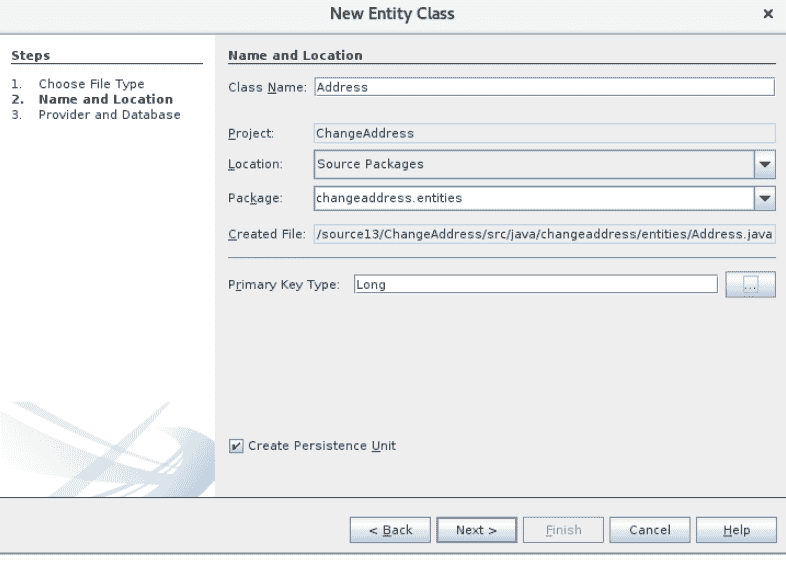 New Entity Class
×
Steps
1. Choose File Type
2. Name and Location
3. Provider and Database
Name and Location
Class Name: Address
Project: ChangeAddress
Location: Source Packages
Package: changeaddress.entities
Created File: /source13/ChangeAddress/src/java/changeaddress/entities/Address.java
Primary Key Type: Long ...
Create Persistence Unit
< Back Next > Finish Cancel Help